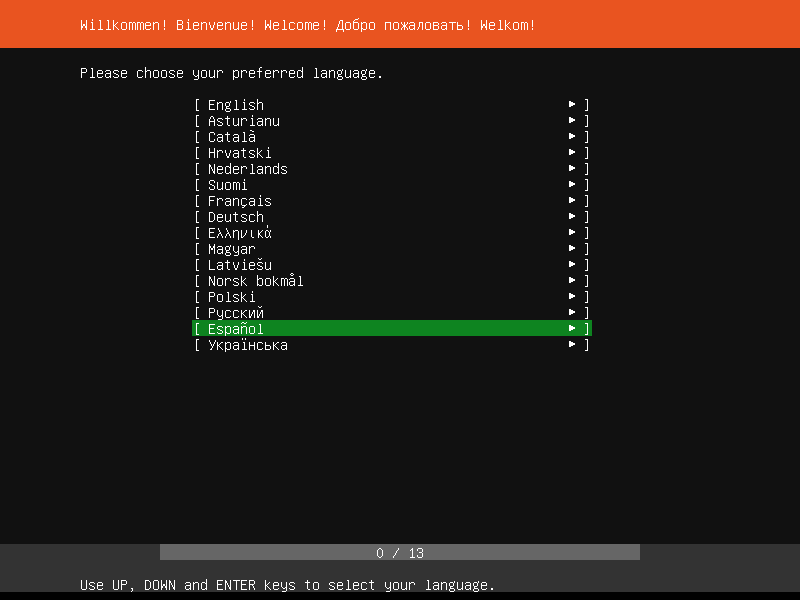 Willkommen! Bienvenue! Welcome! Добро пожаловать! Welkom!
Please choose your preferred language.
[ English ▸ ]
[ Asturianu ▸ ]
[ Català ▸ ]
[ Hrvatski ▸ ]
[ Nederlands ▸ ]
[ Suomi ▸ ]
[ Français ▸ ]
[ Deutsch ▸ ]
[ Ελληνικά ▸ ]
[ Magyar ▸ ]
[ Latviešu ▸ ]
[ Norsk bokmål ▸ ]
[ Polski ▸ ]
[ Русский ▸ ]
[ Español ▸ ]
[ Українська ▸ ]
0 / 13
Use UP, DOWN and ENTER keys to select your language.